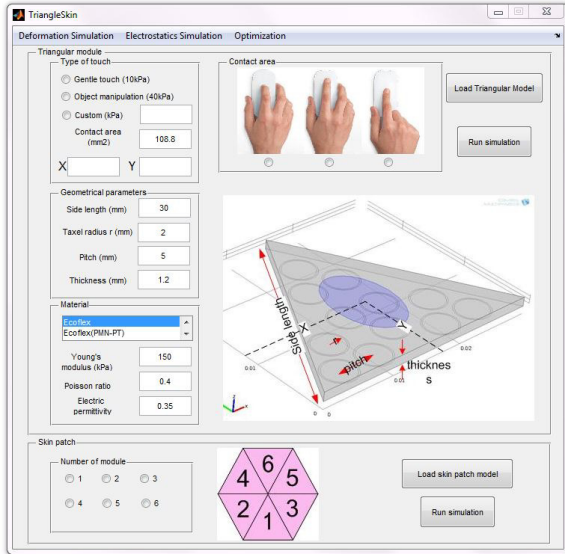 TriangleSkin
Deformation Simulation Electrostatics Simulation Optimization
Triangular module
Type of touch
Gentle touch (10kPa)
Object manipulation (40kPa)
Custom (kPa)
Contact area
(mm2)
108.8
X Y
Contact area
Load Triangular Model
Run simulation
Geometrical parameters
Side length (mm) 30
Taxel radius r (mm) 2
Pitch (mm) 5
Thickness (mm) 1.2
Material
Ecoflex
Ecoflex(PMN-PT)
Young's
modulus (kPa)
150
Poisson ratio 0.4
Electric
permittivity
0.35
Side length
X
Y
r
pitch
thicknes
s
0.01
0.01
0.02
0 0
z
x
Skin patch
Number of module
1 2 3
4 5 6
4 6 5
2 1 3
Load skin patch model
Run simulation